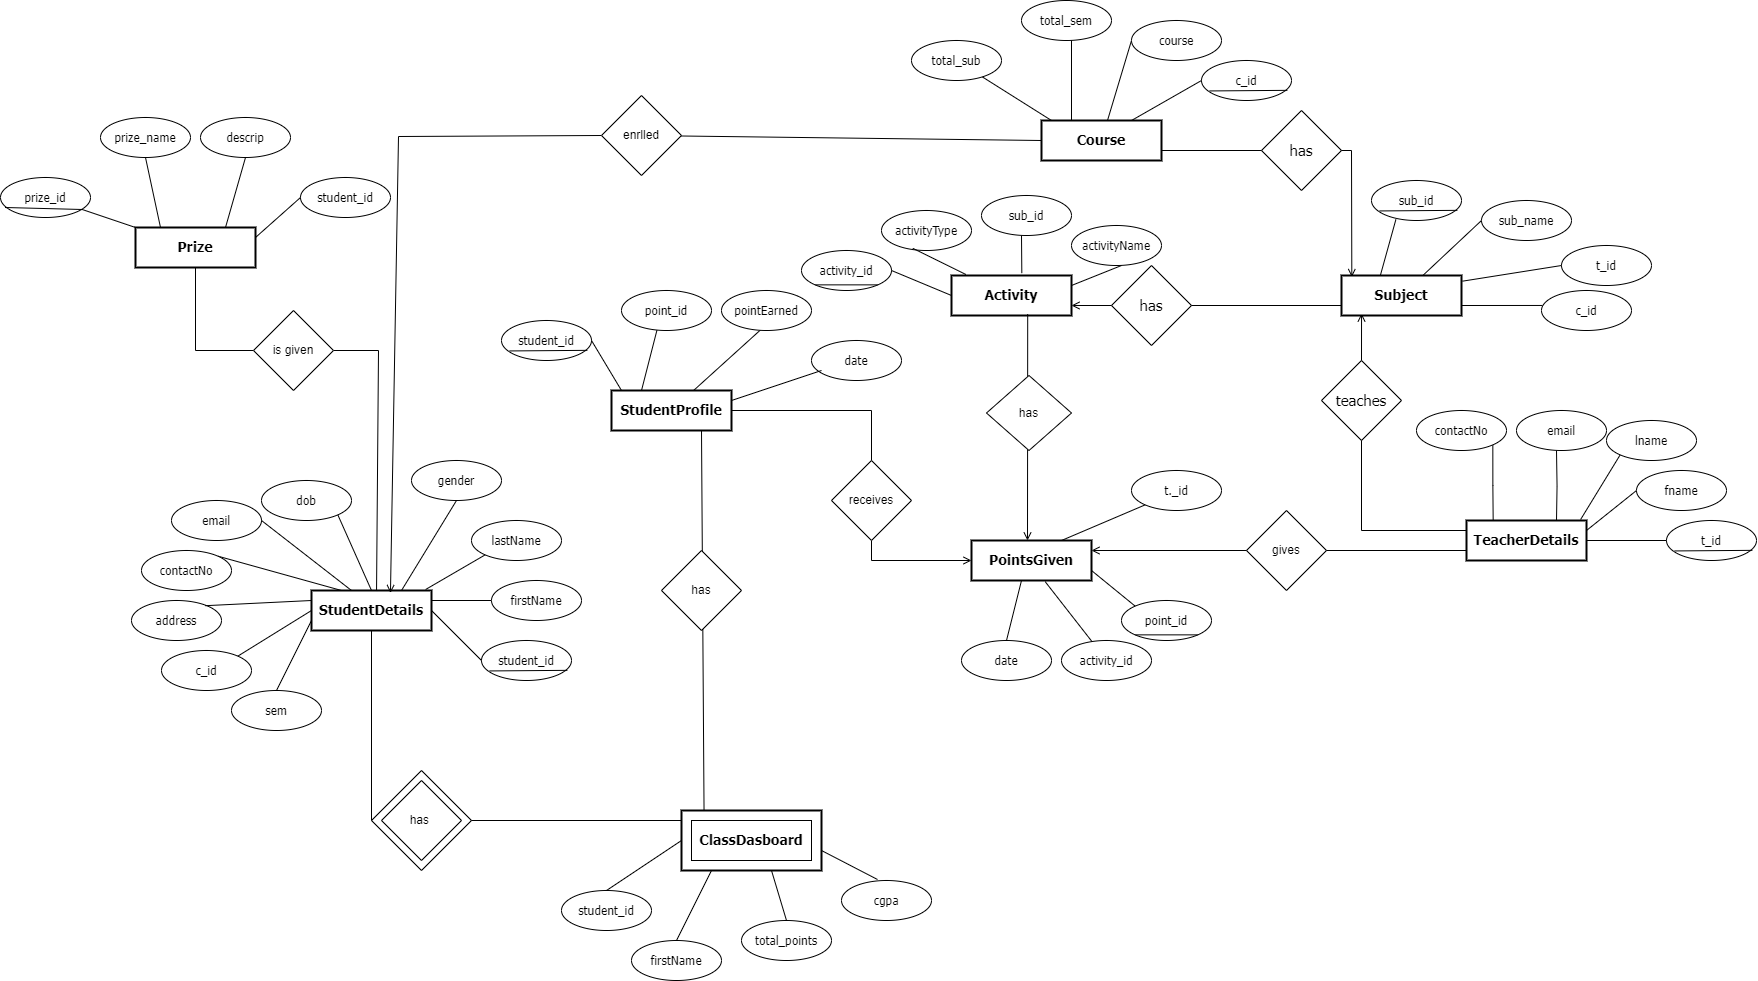 total_sem
course
total_sub
c_id
Course
enrlled
has
prize_name
descrip
prize_id
student_id
Prize
sub_id
sub_name
t_id
c_id
Subject
activityType
sub_id
activityName
activity_id
Activity
has
point_id
pointEarned
student_id
date
StudentProfile
is given
has
teaches
contactNo
email
lname
fname
t_id
TeacherDetails
receives
t._id
PointsGiven
gives
date
activity_id
point_id
gender
dob
email
lastName
contactNo
firstName
address
StudentDetails
c_id
student_id
sem
has
has
ClassDasboard
student_id
firstName
total_points
cgpa